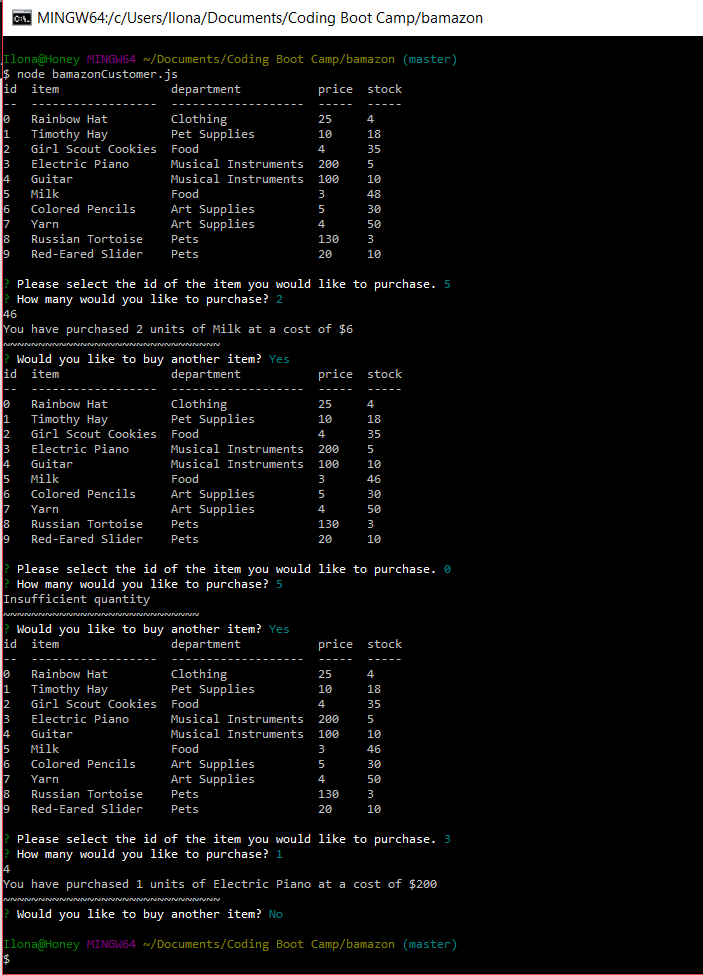 MINGW64:/c/Users/Ilona/Documents/Coding Boot Camp/bamazon
Ilona@Honey MINGW64 ~/Documents/Coding Boot Camp/bamazon (master)
$ node bamazonCustomer.js
id  item                department           price  stock
--  ------------------  -------------------  -----  -----
0   Rainbow Hat         Clothing             25     4
1   Timothy Hay         Pet Supplies         10     18
2   Girl Scout Cookies  Food                 4      35
3   Electric Piano      Musical Instruments  200    5
4   Guitar              Musical Instruments  100    10
5   Milk                Food                 3      48
6   Colored Pencils     Art Supplies         5      30
7   Yarn                Art Supplies         4      50
8   Russian Tortoise    Pets                 130    3
9   Red-Eared Slider    Pets                 20     10
? Please select the id of the item you would like to purchase. 5
? How many would you like to purchase? 2
46
You have purchased 2 units of Milk at a cost of $6
~~~~~~~~~~~~~~~~~~~~~~~~~~~~~~~
? Would you like to buy another item? Yes
id  item                department           price  stock
--  ------------------  -------------------  -----  -----
0   Rainbow Hat         Clothing             25     4
1   Timothy Hay         Pet Supplies         10     18
2   Girl Scout Cookies  Food                 4      35
3   Electric Piano      Musical Instruments  200    5
4   Guitar              Musical Instruments  100    10
5   Milk                Food                 3      46
6   Colored Pencils     Art Supplies         5      30
7   Yarn                Art Supplies         4      50
8   Russian Tortoise    Pets                 130    3
9   Red-Eared Slider    Pets                 20     10
? Please select the id of the item you would like to purchase. 0
? How many would you like to purchase? 5
Insufficient quantity
~~~~~~~~~~~~~~~~~~~~~~~~~~~~
? Would you like to buy another item? Yes
id  item                department           price  stock
--  ------------------  -------------------  -----  -----
0   Rainbow Hat         Clothing             25     4
1   Timothy Hay         Pet Supplies         10     18
2   Girl Scout Cookies  Food                 4      35
3   Electric Piano      Musical Instruments  200    5
4   Guitar              Musical Instruments  100    10
5   Milk                Food                 3      46
6   Colored Pencils     Art Supplies         5      30
7   Yarn                Art Supplies         4      50
8   Russian Tortoise    Pets                 130    3
9   Red-Eared Slider    Pets                 20     10
? Please select the id of the item you would like to purchase. 3
? How many would you like to purchase? 1
4
You have purchased 1 units of Electric Piano at a cost of $200
~~~~~~~~~~~~~~~~~~~~~~~~~~~~~~~
? Would you like to buy another item? No
Ilona@Honey MINGW64 ~/Documents/Coding Boot Camp/bamazon (master)
$